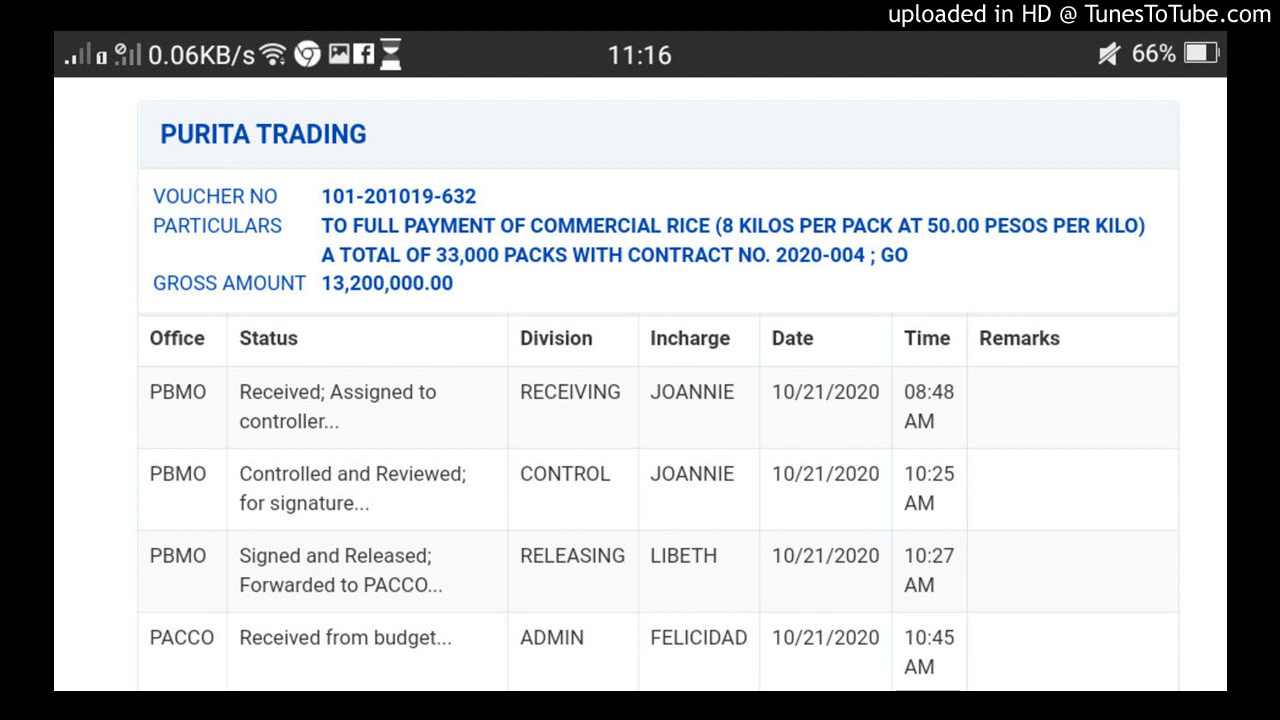 uploaded in HD @ TunesToTube.com
0.06KB/s 11:16 66%
PURITA TRADING
VOUCHER NO 101-201019-632
PARTICULARS TO FULL PAYMENT OF COMMERCIAL RICE (8 KILOS PER PACK AT 50.00 PESOS PER KILO)
A TOTAL OF 33,000 PACKS WITH CONTRACT NO. 2020-004 ; GO
GROSS AMOUNT 13,200,000.00
Office Status Division Incharge Date Time Remarks
PBMO Received; Assigned to RECEIVING JOANNIE 10/21/2020 08:48
controller... AM
PBMO Controlled and Reviewed; CONTROL JOANNIE 10/21/2020 10:25
for signature... AM
PBMO Signed and Released; RELEASING LIBETH 10/21/2020 10:27
Forwarded to PACCO... AM
PACCO Received from budget... ADMIN FELICIDAD 10/21/2020 10:45
AM